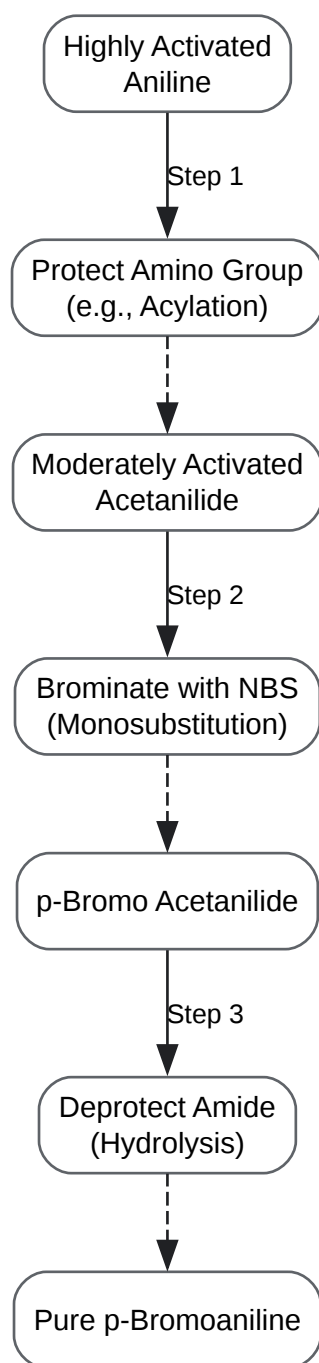 Highly Activated
Aniline
Step 1
Protect Amino Group
(e.g., Acylation)
Moderately Activated
Acetanilide
Step 2
Brominate with NBS
(Monosubstitution)
p-Bromo Acetanilide
Step 3
Deprotect Amide
(Hydrolysis)
Pure p-Bromoaniline